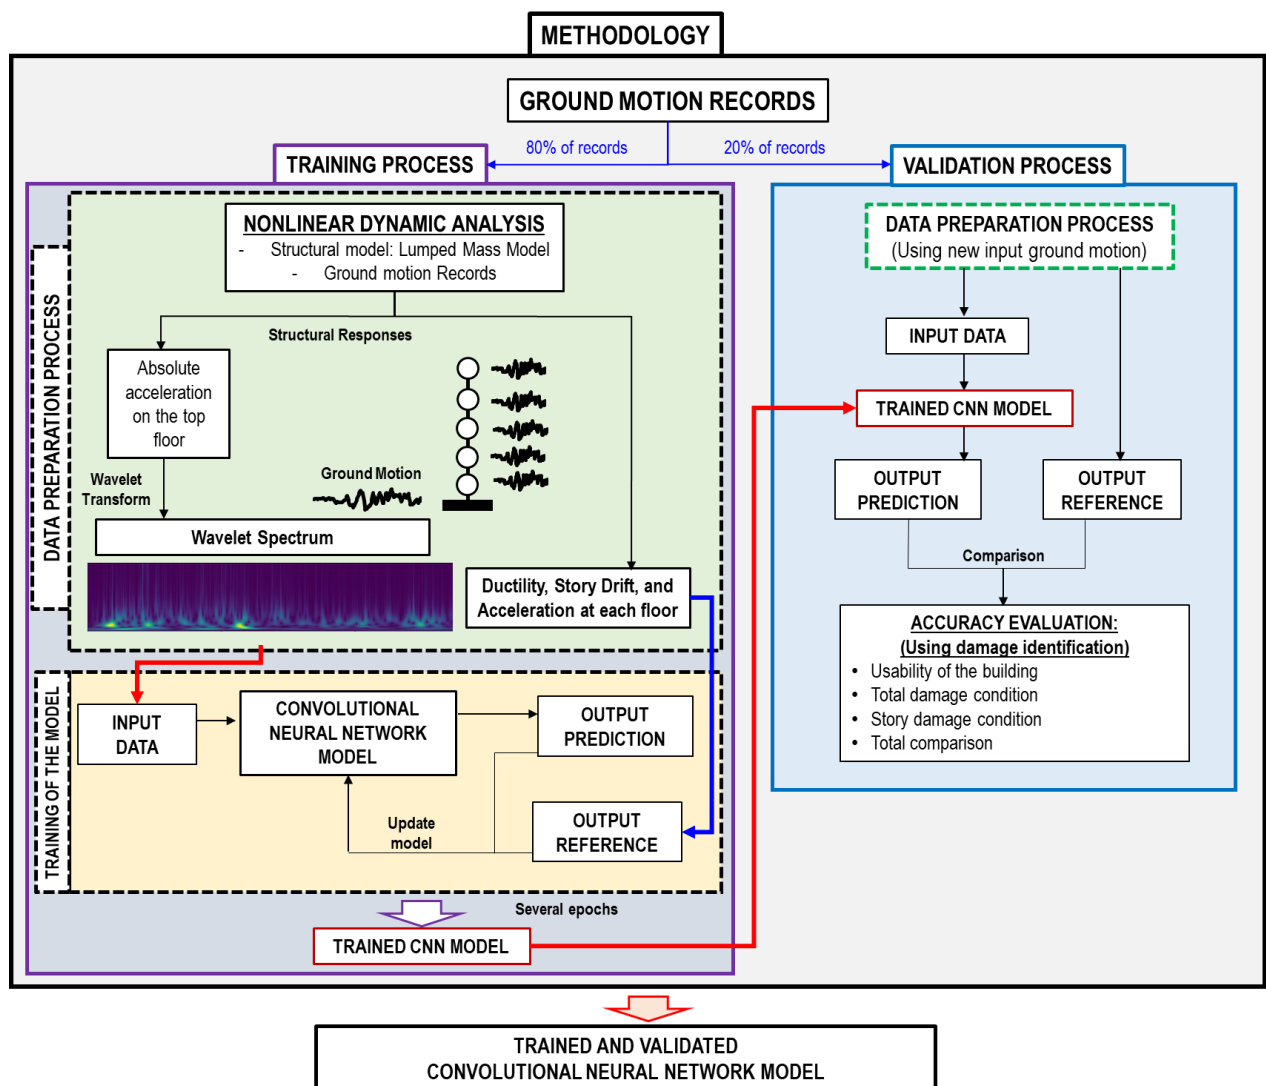 METHODOLOGY
GROUND MOTION RECORDS
80% of records
20% of records
TRAINING PROCESS
VALIDATION PROCESS
DATA PREPARATION PROCESS
NONLINEAR DYNAMIC ANALYSIS
- Structural model: Lumped Mass Model
- Ground motion Records
Structural Responses
Absolute
acceleration
on the top
floor
Wavelet
Transform
Ground Motion
Wavelet Spectrum
Ductility, Story Drift, and
Acceleration at each floor
TRAINING OF THE MODEL
INPUT
DATA
CONVOLUTIONAL
NEURAL NETWORK
MODEL
OUTPUT
PREDICTION
Update
model
OUTPUT
REFERENCE
Several epochs
TRAINED CNN MODEL
DATA PREPARATION PROCESS
(Using new input ground motion)
INPUT DATA
TRAINED CNN MODEL
OUTPUT
PREDICTION
OUTPUT
REFERENCE
Comparison
ACCURACY EVALUATION:
(Using damage identification)
• Usability of the building
• Total damage condition
• Story damage condition
• Total comparison
TRAINED AND VALIDATED
CONVOLUTIONAL NEURAL NETWORK MODEL